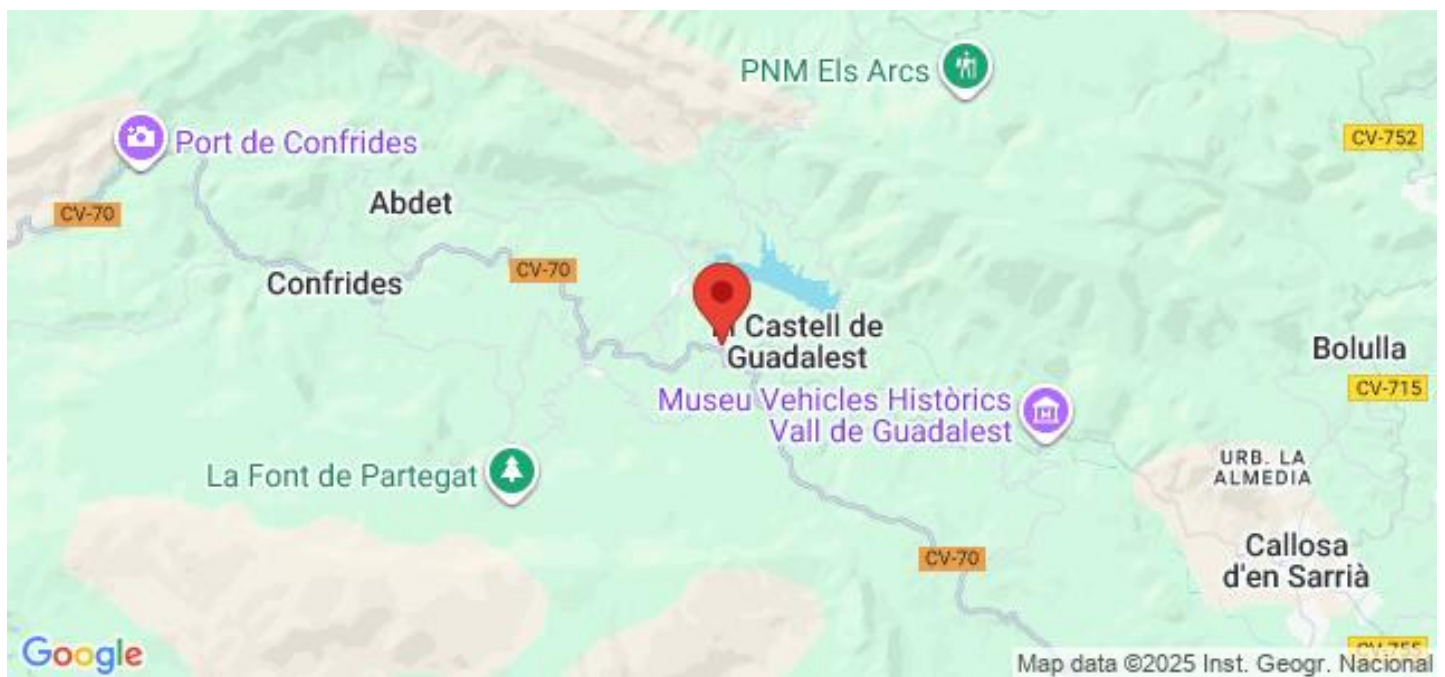 PNM Els Arcs
CV-752
Port de Confrides
Abdet
CV-70
Confrides
CV-70
Castell de
Guadalest
Bolulla
CV-715
Museu Vehicles Històrics
Vall de Guadalest
La Font de Partegat
URB. LA
ALMEDIA
CV-70
Callosa
d'en Sarrià
Google
CV-755
Map data ©2025 Inst. Geogr. Nacional